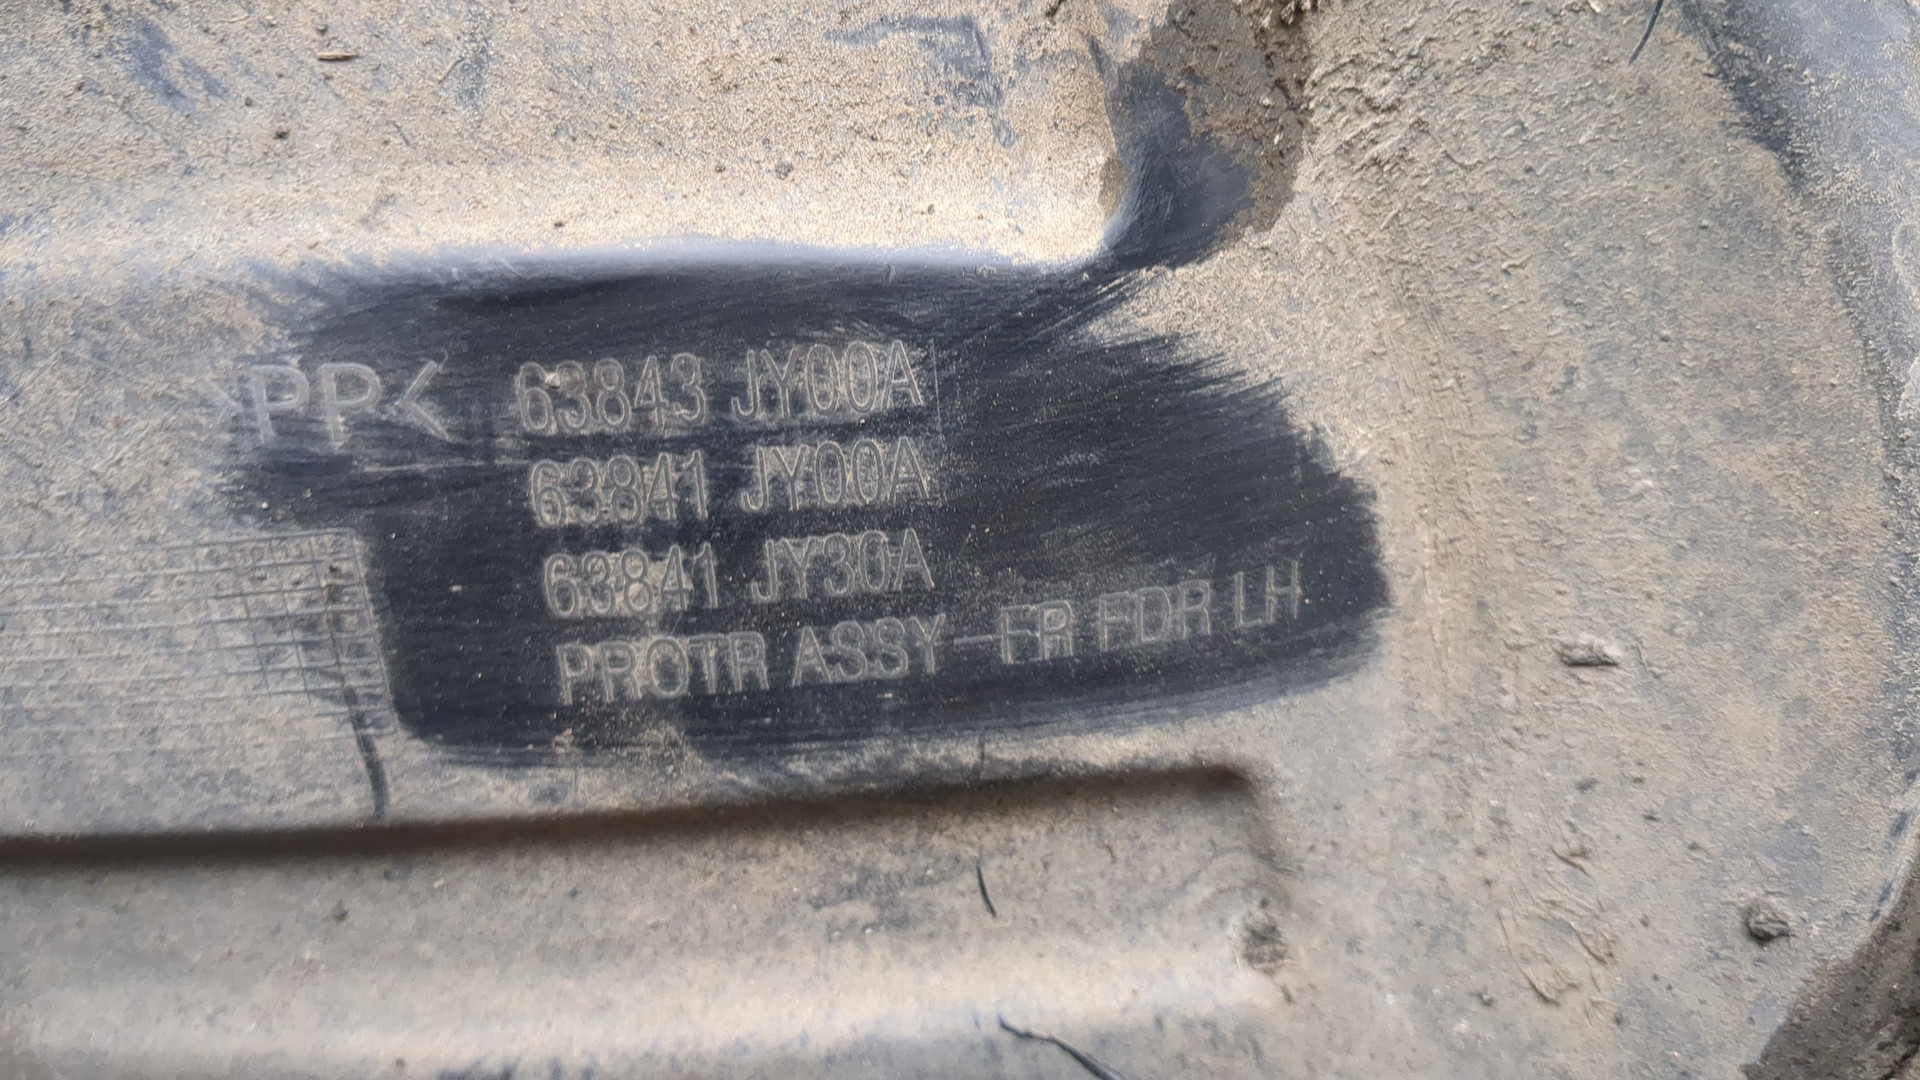 >PP< 63843 JY00A
63841 JY00A
63841 JY30A
PROTR ASSY-FR FDR LH